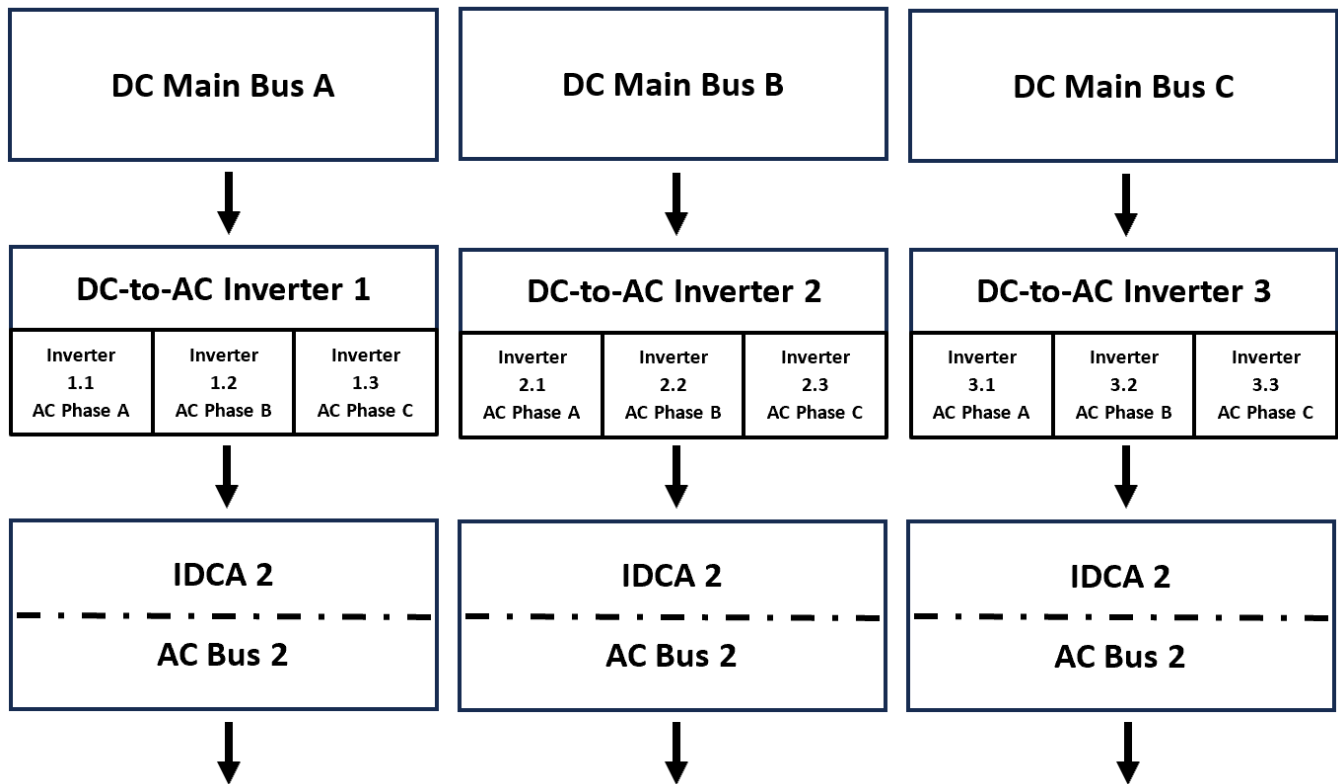 DC Main Bus A
DC Main Bus B
DC Main Bus C
DC-to-AC Inverter 1
Inverter
1.1
AC Phase A
Inverter
1.2
AC Phase B
Inverter
1.3
AC Phase C
DC-to-AC Inverter 2
Inverter
2.1
AC Phase A
Inverter
2.2
AC Phase B
Inverter
2.3
AC Phase C
DC-to-AC Inverter 3
Inverter
3.1
AC Phase A
Inverter
3.2
AC Phase B
Inverter
3.3
AC Phase C
IDCA 2
AC Bus 2
IDCA 2
AC Bus 2
IDCA 2
AC Bus 2